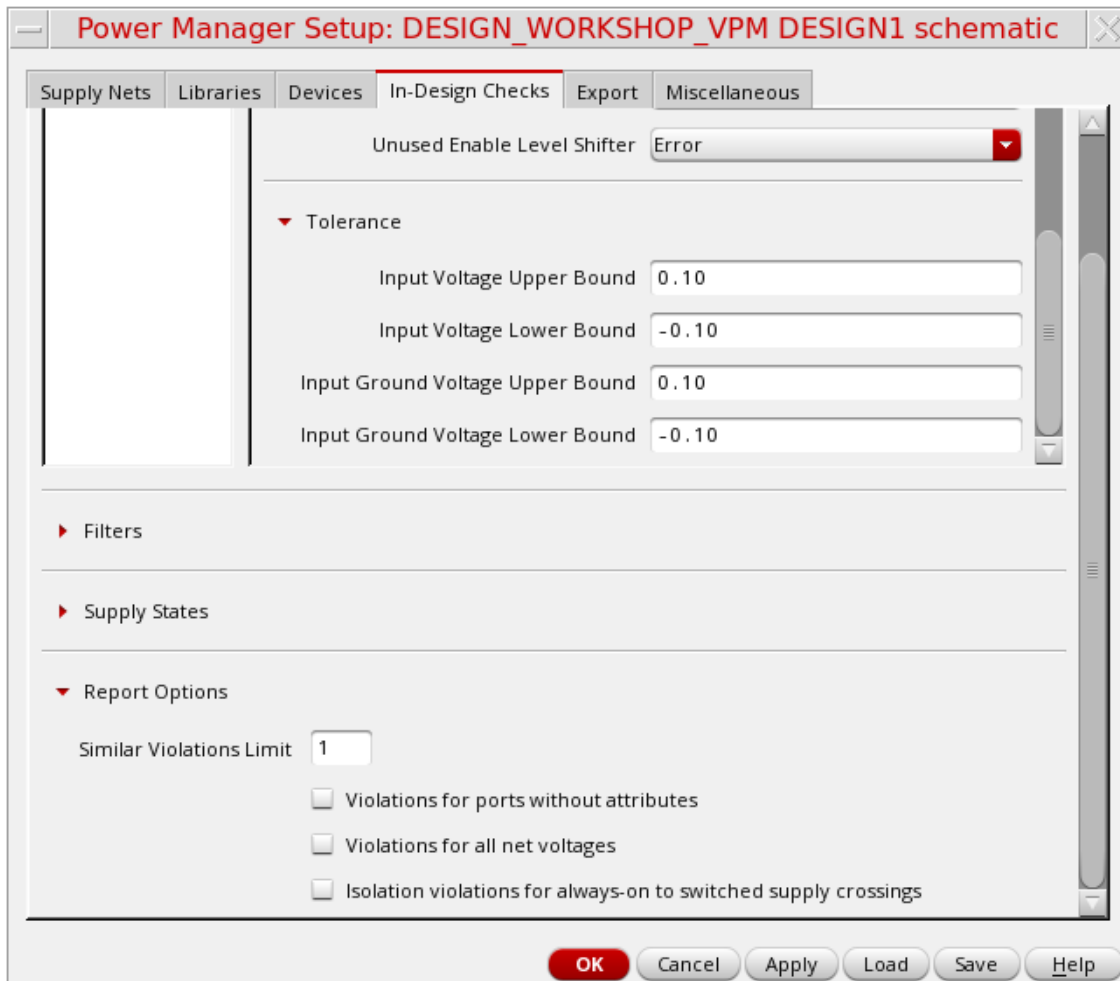 Power Manager Setup: DESIGN_WORKSHOP_VPM DESIGN1 schematic
Supply Nets Libraries Devices In-Design Checks Export Miscellaneous
Unused Enable Level Shifter Error
Tolerance
Input Voltage Upper Bound 0.10
Input Voltage Lower Bound -0.10
Input Ground Voltage Upper Bound 0.10
Input Ground Voltage Lower Bound -0.10
Filters
Supply States
Report Options
Similar Violations Limit 1
Violations for ports without attributes
Violations for all net voltages
Isolation violations for always-on to switched supply crossings
OK Cancel Apply Load Save Help